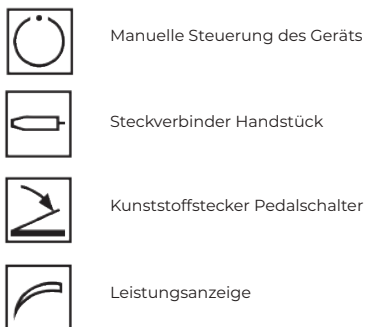 Manuelle Steuerung des Geräts
Steckverbinder Handstück
Kunststoffstecker Pedalschalter
Leistungsanzeige